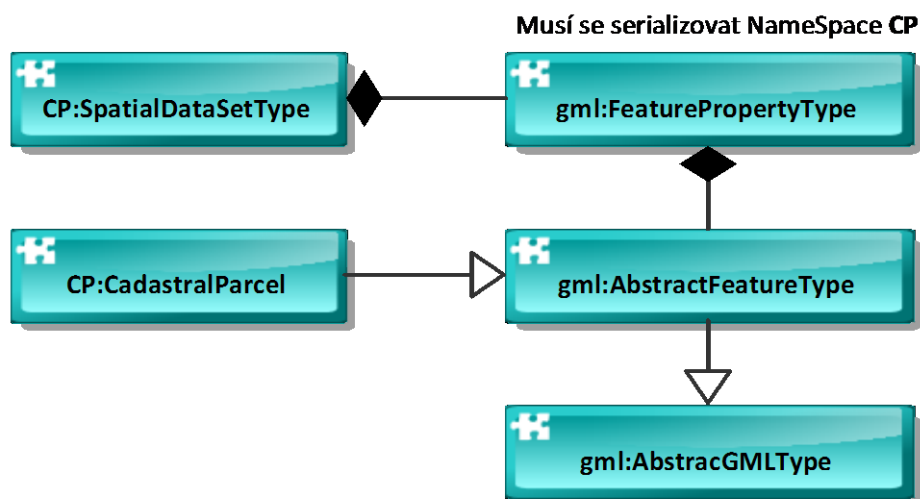 Musí se serializovat NameSpace CP
CP:SpatialDataSetType
gml:FeaturePropertyType
CP:CadastralParcel
gml:AbstractFeatureType
gml:AbstracGMLType